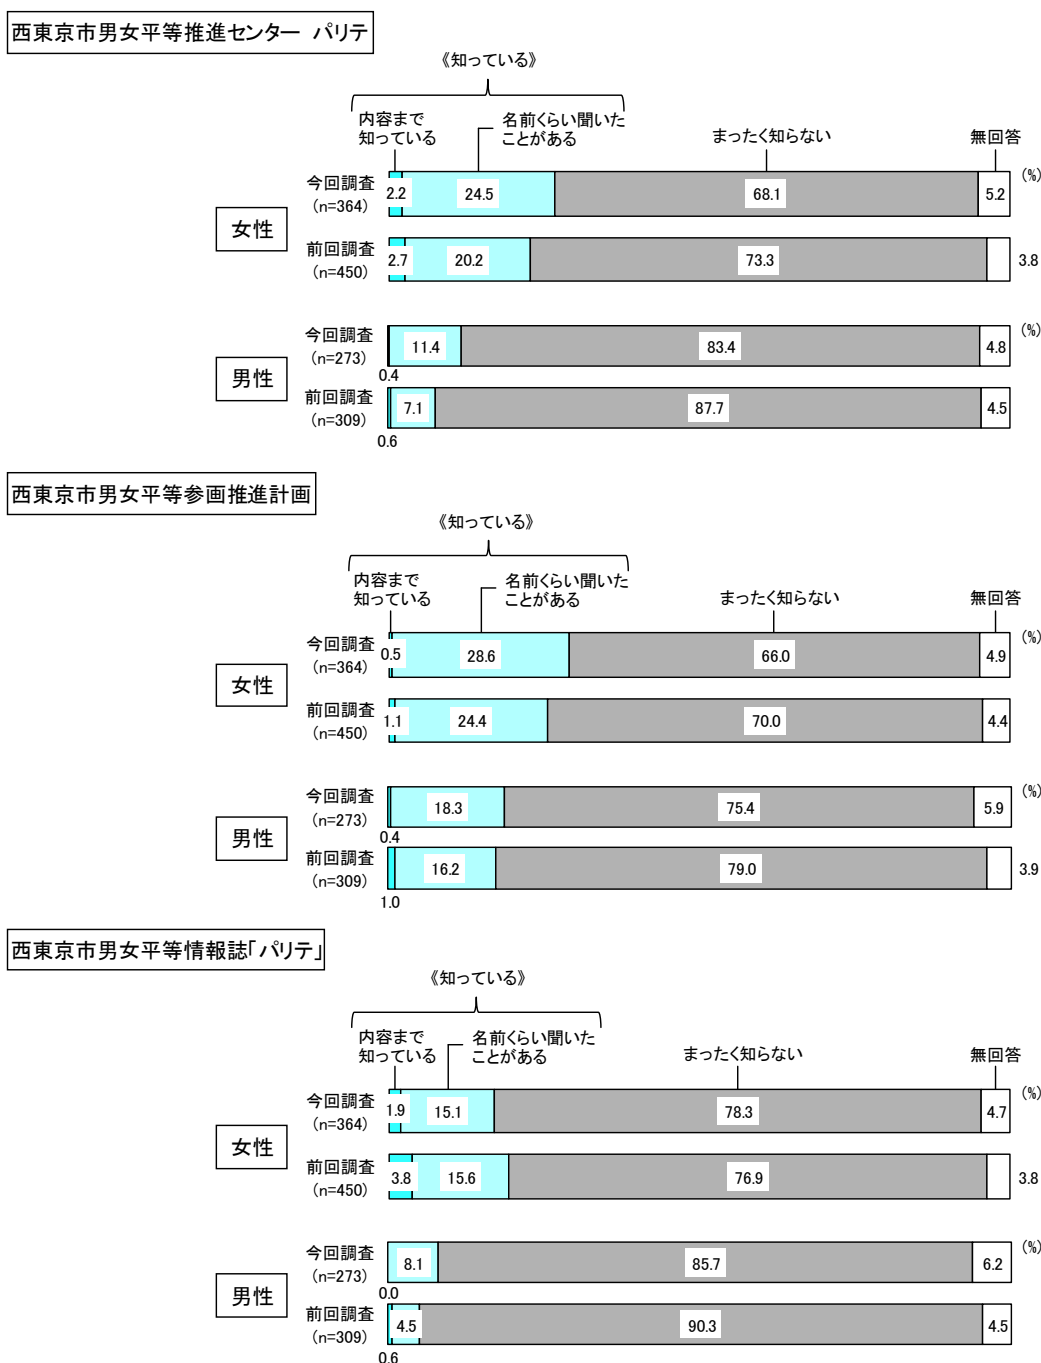 西東京市男女平等推進センター パリテ
《知っている》
内容まで
知っている
名前くらい聞いた
ことがある
まったく知らない
無回答
(%)
女性
今回調査
(n=364)
2.2
24.5
68.1
5.2
前回調査
(n=450)
2.7
20.2
73.3
3.8
(%)
男性
今回調査
(n=273)
0.4
11.4
83.4
4.8
前回調査
(n=309)
0.6
7.1
87.7
4.5
西東京市男女平等参画推進計画
《知っている》
内容まで
知っている
名前くらい聞いた
ことがある
まったく知らない
無回答
(%)
女性
今回調査
(n=364)
0.5
28.6
66.0
4.9
前回調査
(n=450)
1.1
24.4
70.0
4.4
(%)
男性
今回調査
(n=273)
0.4
18.3
75.4
5.9
前回調査
(n=309)
1.0
16.2
79.0
3.9
西東京市男女平等情報誌「パリテ」
《知っている》
内容まで
知っている
名前くらい聞いた
ことがある
まったく知らない
無回答
(%)
女性
今回調査
(n=364)
1.9
15.1
78.3
4.7
前回調査
(n=450)
3.8
15.6
76.9
3.8
(%)
男性
今回調査
(n=273)
0.0
8.1
85.7
6.2
前回調査
(n=309)
0.6
4.5
90.3
4.5